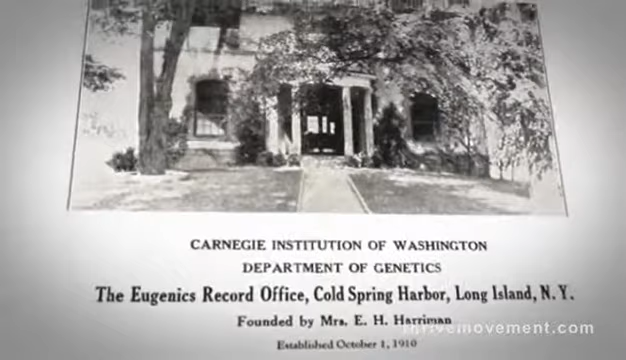 CARNEGIE INSTITUTION OF WASHINGTON
DEPARTMENT OF GENETICS
The Eugenics Record Office, Cold Spring Harbor, Long Island, N. Y.
Founded by Mrs. E. H. Harriman
thrivemovement.com
Established October 1, 1910